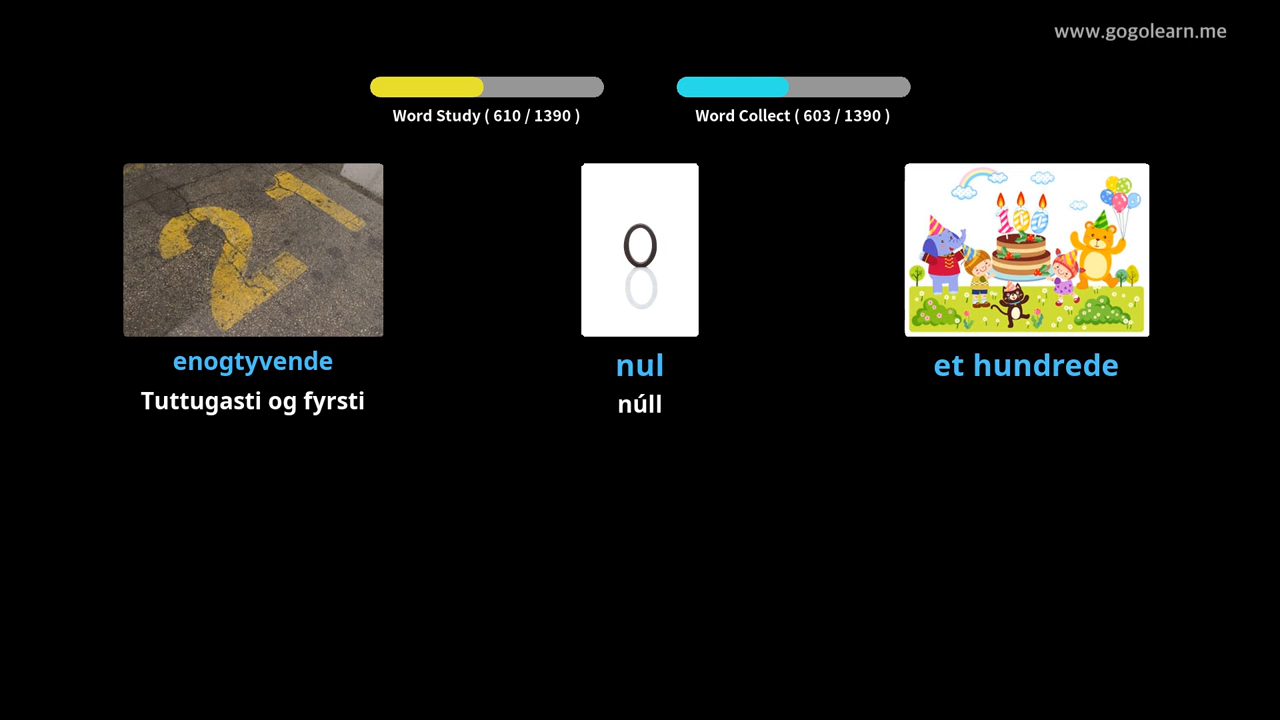 www.gogolearn.me
Word Study ( 610 / 1390 )
Word Collect ( 603 / 1390 )
21
0
100
enogtyvende
nul
et hundrede
Tuttugasti og fyrsti
núll